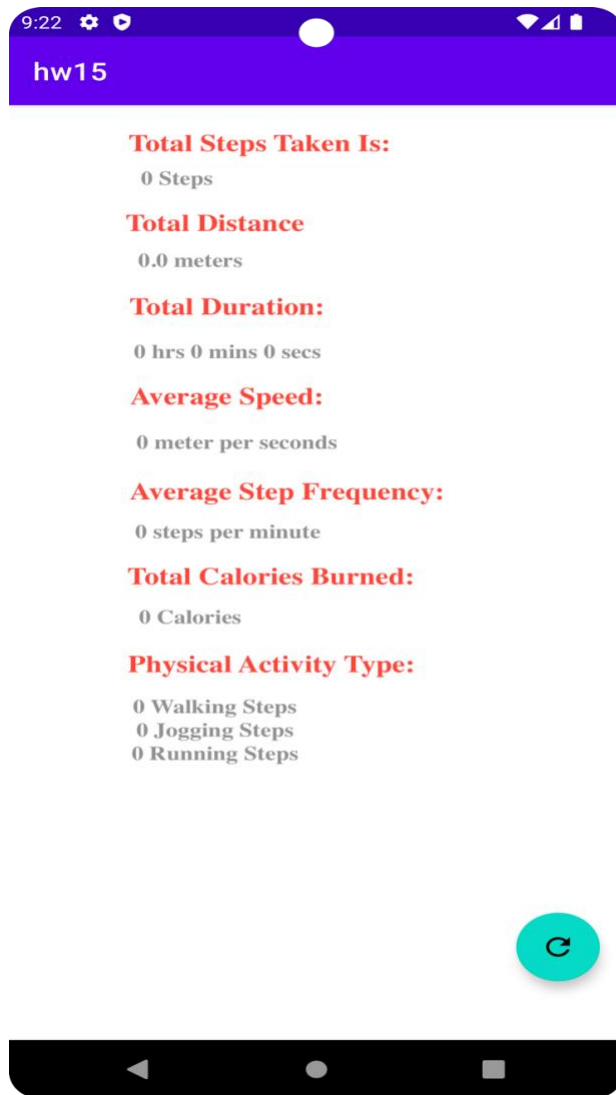 9:22
hw15
Total Steps Taken Is:
0 Steps
Total Distance
0.0 meters
Total Duration:
0 hrs 0 mins 0 secs
Average Speed:
0 meter per seconds
Average Step Frequency:
0 steps per minute
Total Calories Burned:
0 Calories
Physical Activity Type:
0 Walking Steps
0 Jogging Steps
0 Running Steps